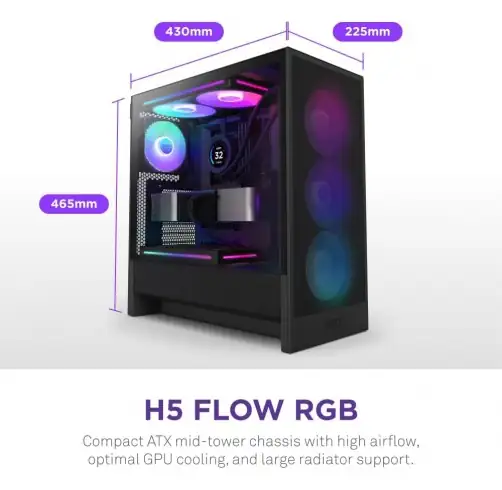 430mm
225mm
465mm
32
H5 FLOW RGB
Compact ATX mid-tower chassis with high airflow,
optimal GPU cooling, and large radiator support.